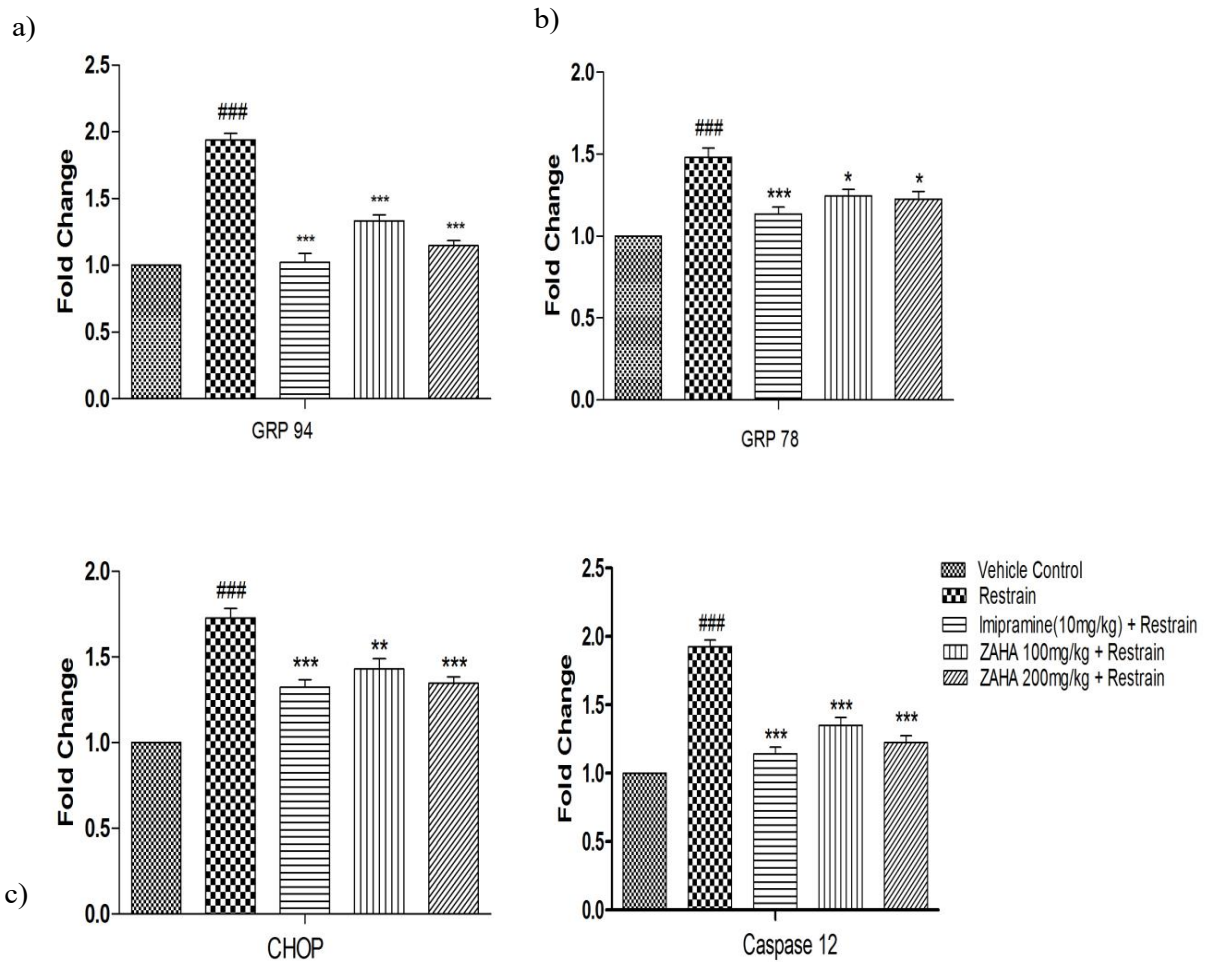 a)
2.5
2.0
1.5
1.0
0.5
0.0
Fold Change
###
***
***
***
GRP 94
b)
2.0
1.5
1.0
0.5
0.0
Fold Change
###
***
*
*
GRP 78
c)
2.0
1.5
1.0
0.5
0.0
Fold Change
###
***
**
***
CHOP
2.5
2.0
1.5
1.0
0.5
0.0
Fold Change
###
***
***
***
Caspase 12
Vehicle Control
Restrain
Imipramine(10mg/kg) + Restrain
ZAHA 100mg/kg + Restrain
ZAHA 200mg/kg + Restrain